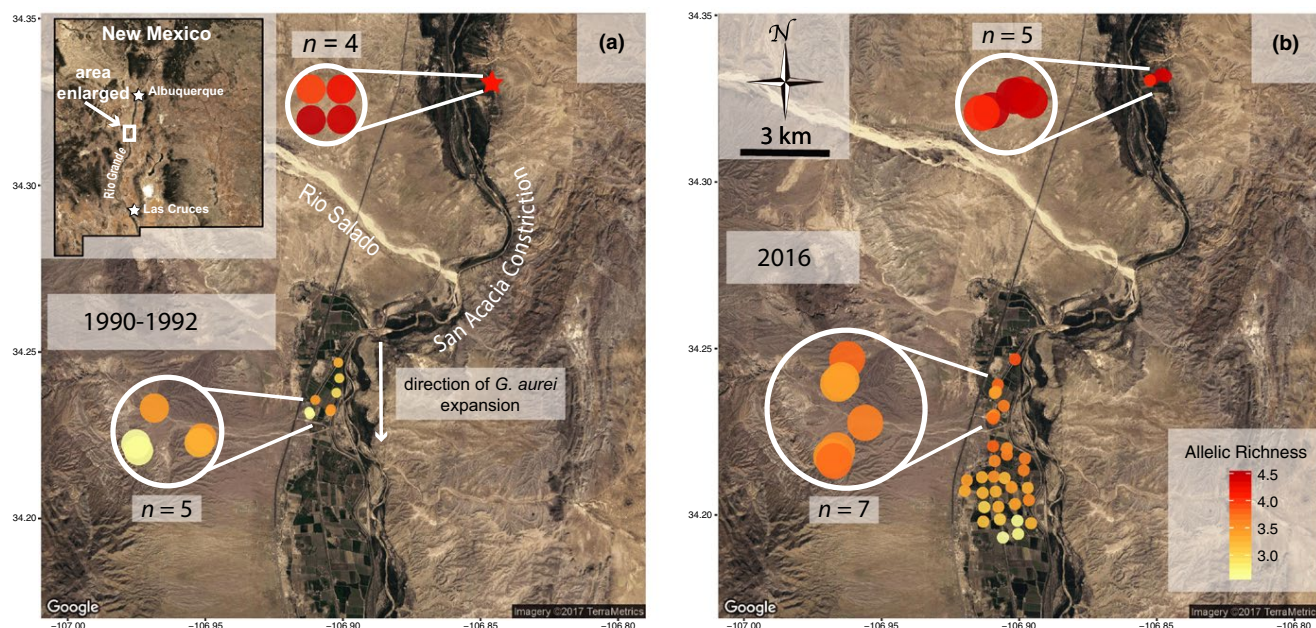 34.35
34.30
34.25
34.20
−107.00
−106.95
−106.90
−106.85
−106.80
New Mexico
area
enlarged
Albuquerque
Rio Grande
Las Cruces
n = 4
(a)
Rio Salado
San Acacia Constriction
1990-1992
direction of G. aurei
expansion
n = 5
Google
Imagery ©2017 TerraMetrics
34.35
34.30
34.25
34.20
−107.00
−106.95
−106.90
−106.85
−106.80
N
3 km
n = 5
(b)
2016
n = 7
Allelic Richness
4.5
4.0
3.5
3.0
Google
Imagery ©2017 TerraMetrics